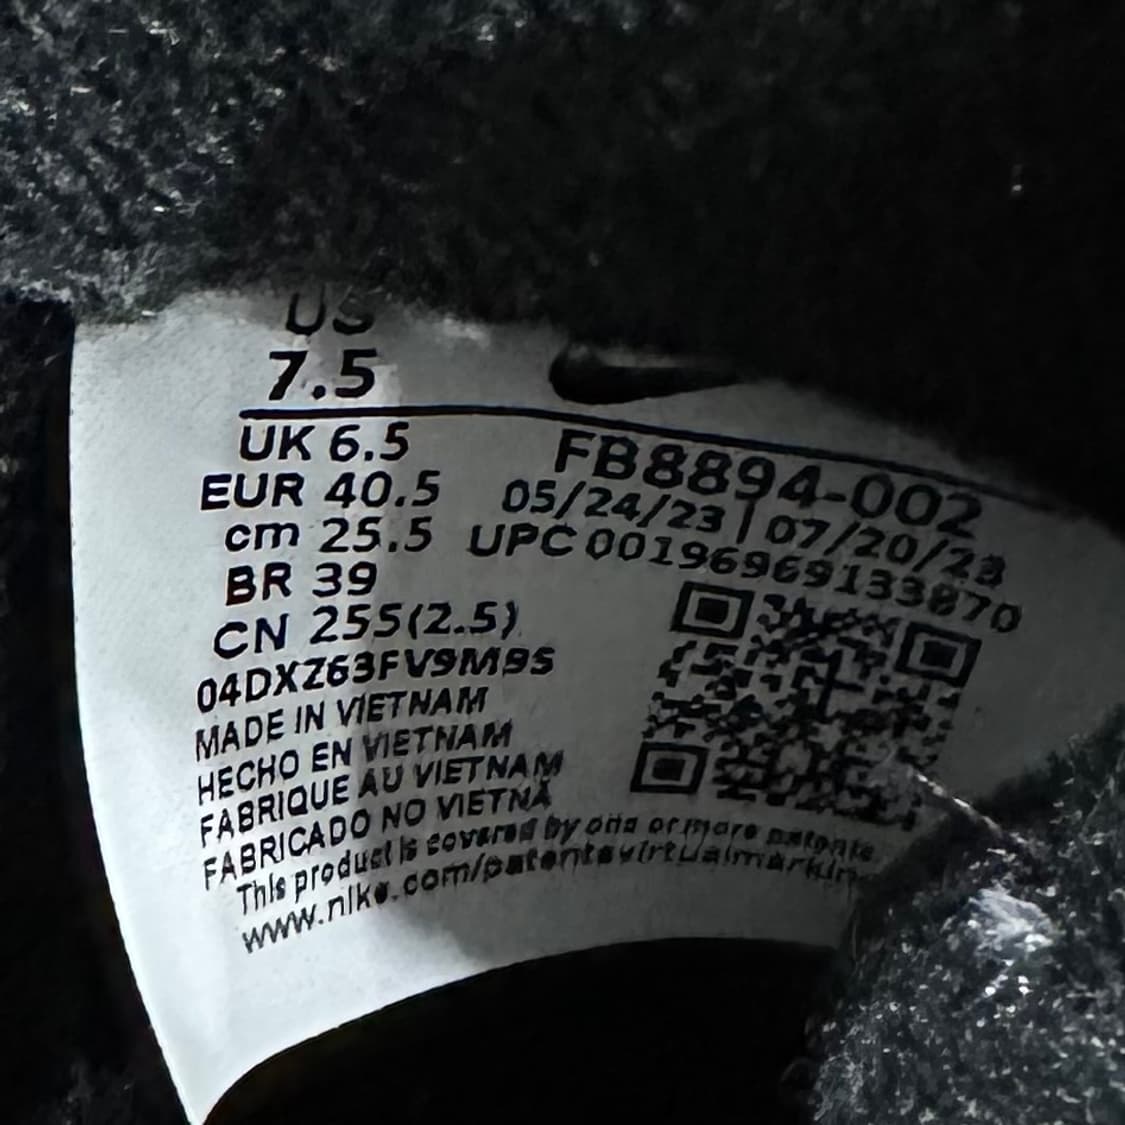 US
7.5
UK 6.5
EUR 40.5
cm 25.5
BR 39
CN 255(2.5)
04DXZ63FV9M9S
MADE IN VIETNAM
HECHO EN VIETNAM
FABRIQUE AU VIETNAM
FABRICADO NO VIETNÃ
This product is covered by one or more patents
www.nike.com/patentsvirtualmarkin
FB8894-002
05/24/23 | 07/20/23
UPC 00196969133870